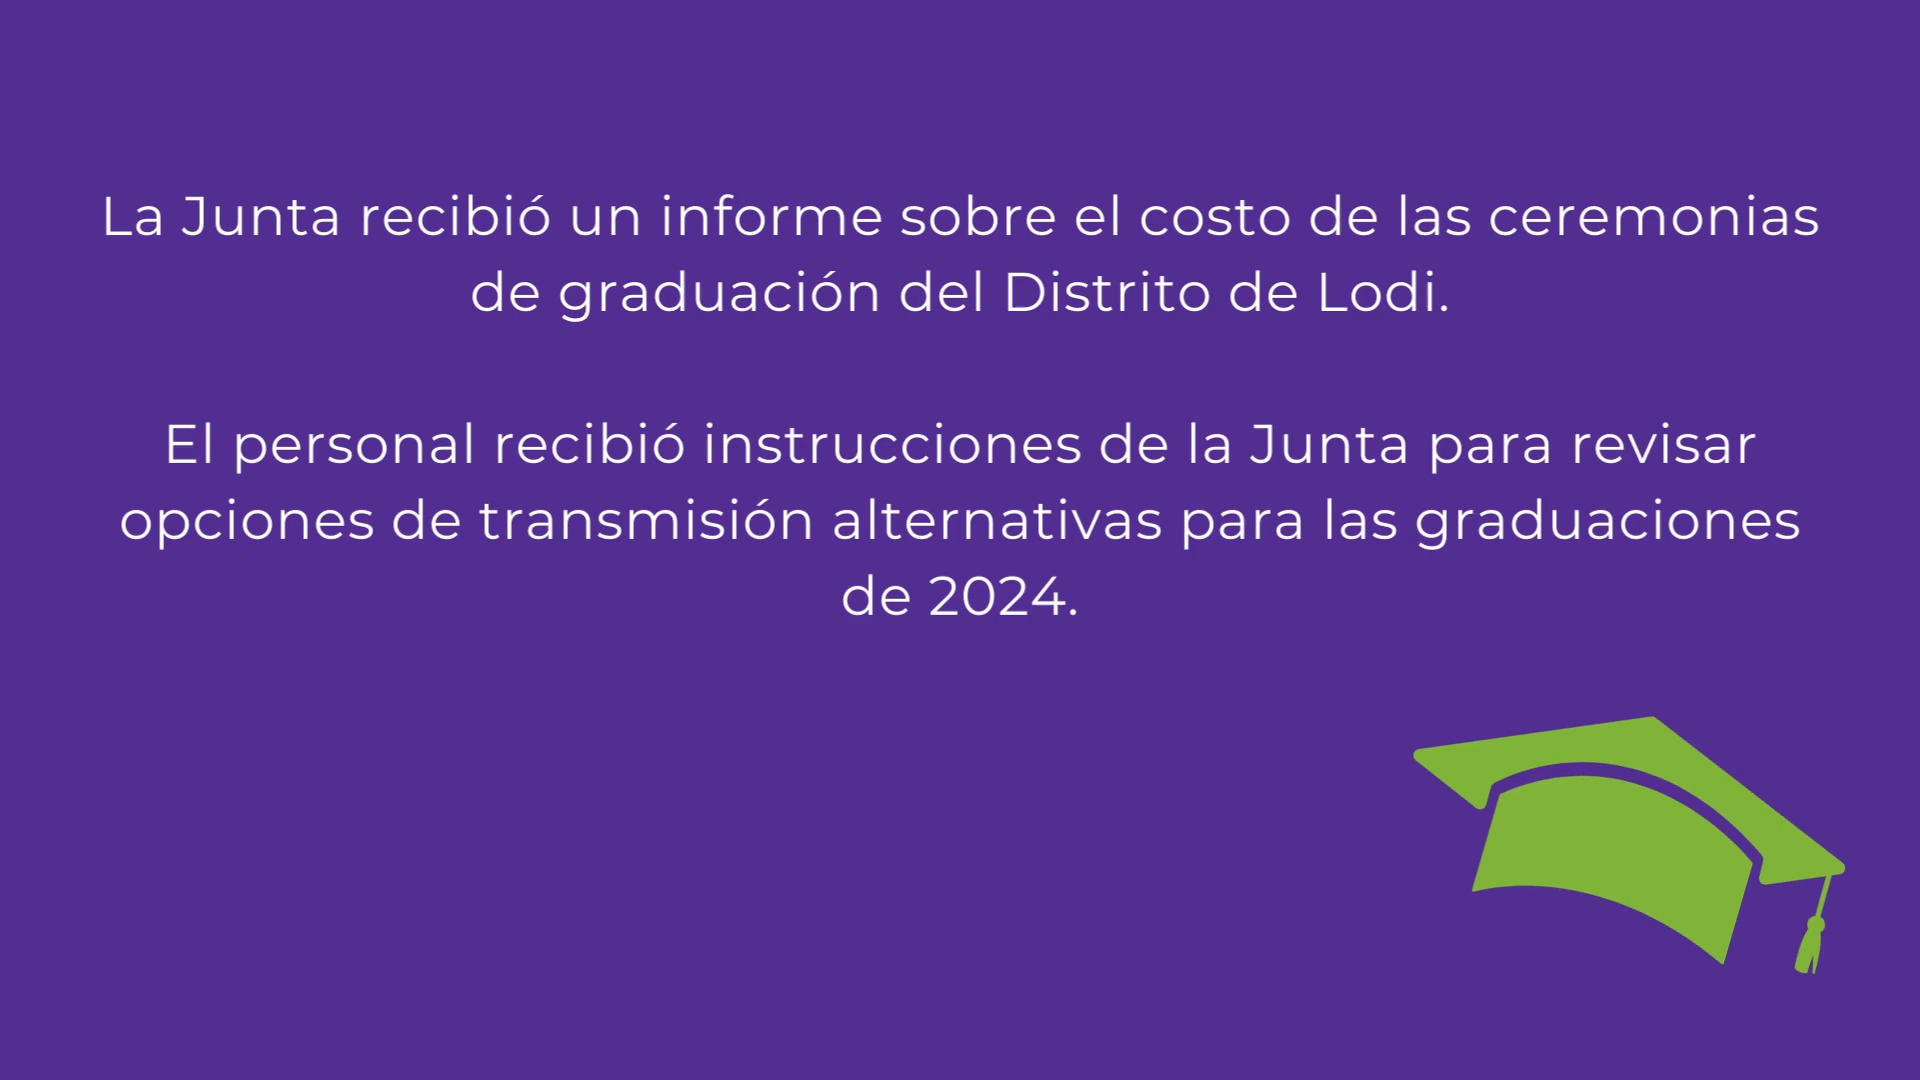 La Junta recibió un informe sobre el costo de las ceremonias
de graduación del Distrito de Lodi.
El personal recibió instrucciones de la Junta para revisar
opciones de transmisión alternativas para las graduaciones
de 2024.